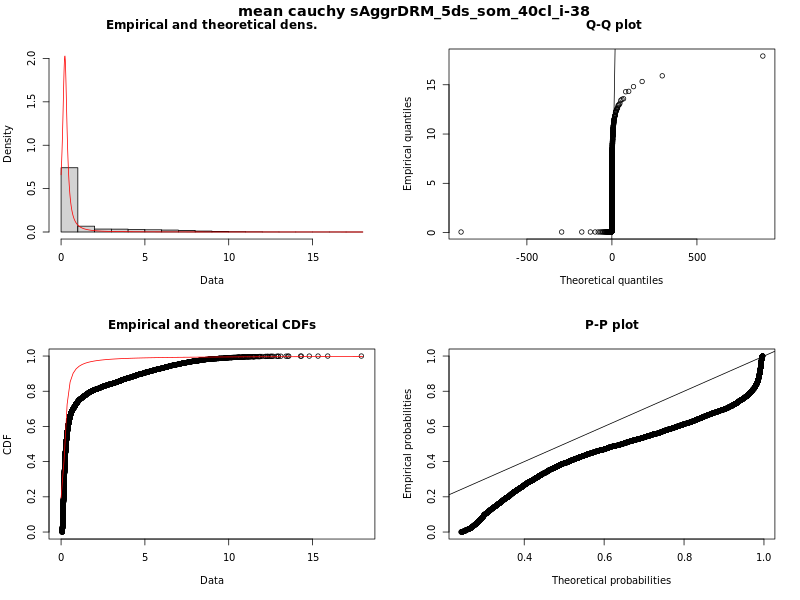 mean cauchy sAggrDRM_5ds_som_40cl_i-38
Empirical and theoretical dens.
Density
0.0 0.5 1.0 1.5 2.0
0 5 10 15
Data
Q-Q plot
Empirical quantiles
0 5 10 15
-500 0 500
Theoretical quantiles
Empirical and theoretical CDFs
CDF
0.0 0.2 0.4 0.6 0.8 1.0
0 5 10 15
Data
P-P plot
Empirical probabilities
0.0 0.2 0.4 0.6 0.8 1.0
0.4 0.6 0.8 1.0
Theoretical probabilities